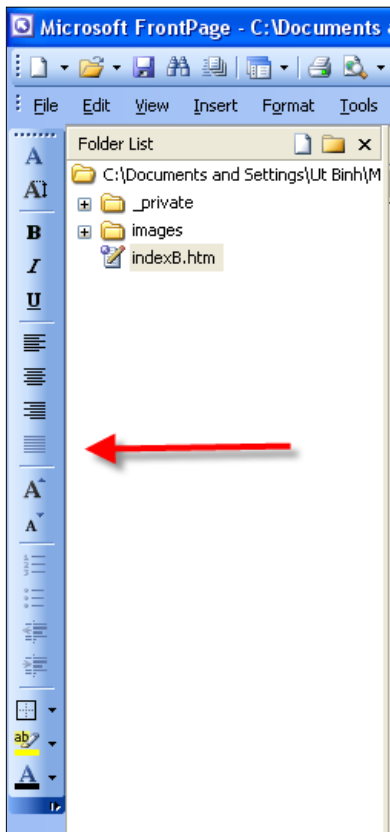 Microsoft FrontPage - C:\Documents
File Edit View Insert Format Tools
Folder List
C:\Documents and Settings\Ut Binh\M
_private
images
indexB.htm
A
A
B
I
U
A
A
ab
A